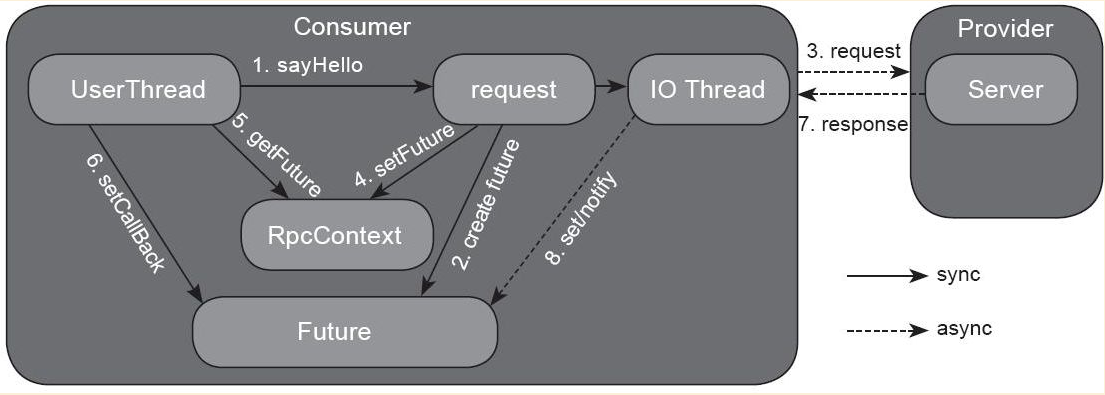 Consumer
Provider
1. sayHello
3. request
UserThread
request
IO Thread
Server
7. response
5. getFuture
4. setFuture
6. setCallBack
2. create future
8. set/notify
RpcContext
sync
Future
async